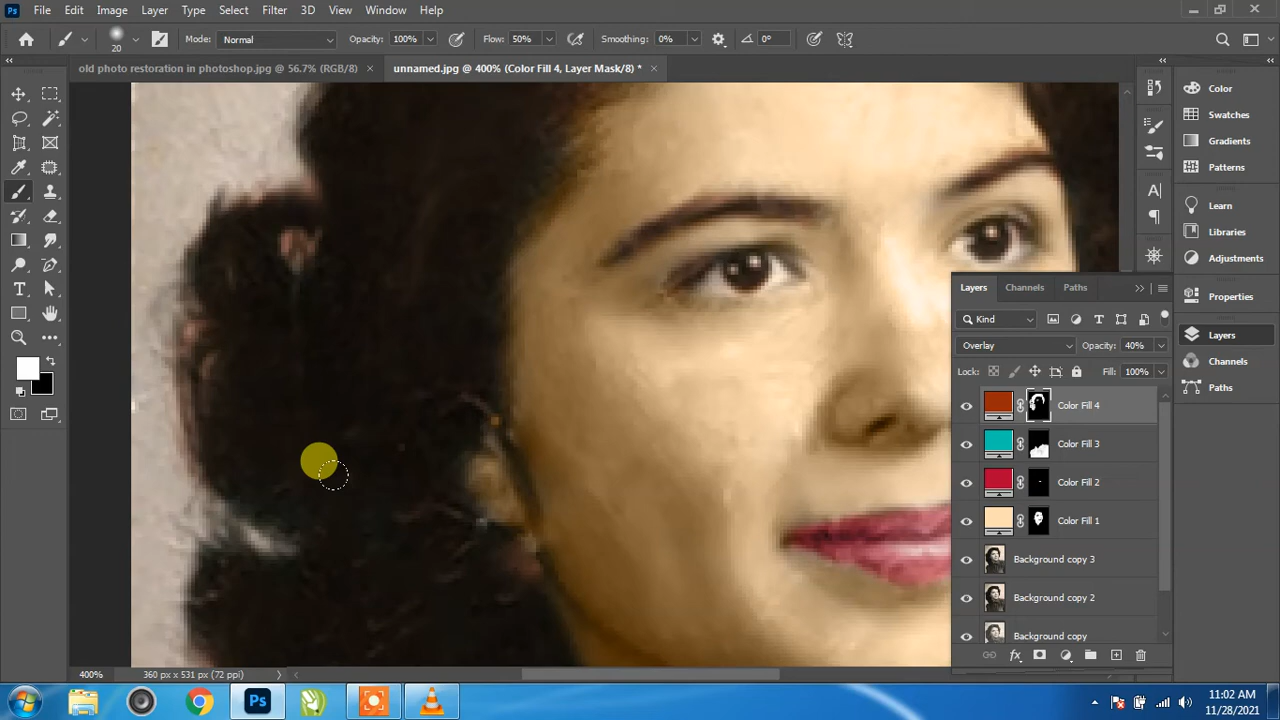 Ps File Edit Image Layer Type Select Filter 3D View Window Help
20 Mode: Normal Opacity: 100% Flow: 50% Smoothing: 0% 0°
old photo restoration in photoshop.jpg @ 56.7% (RGB/8) × unnamed.jpg @ 400% (Color Fill 4, Layer Mask/8) * ×
Color
Swatches
Gradients
Patterns
Learn
Libraries
Adjustments
Properties
Layers
Channels
Paths
Layers Channels Paths
Kind
Overlay Opacity: 40%
Lock: Fill: 100%
Color Fill 4
Color Fill 3
Color Fill 2
Color Fill 1
Background copy 3
Background copy 2
Background copy
400% 360 px x 531 px (72 ppi)
Ps
11:02 AM
11/28/2021